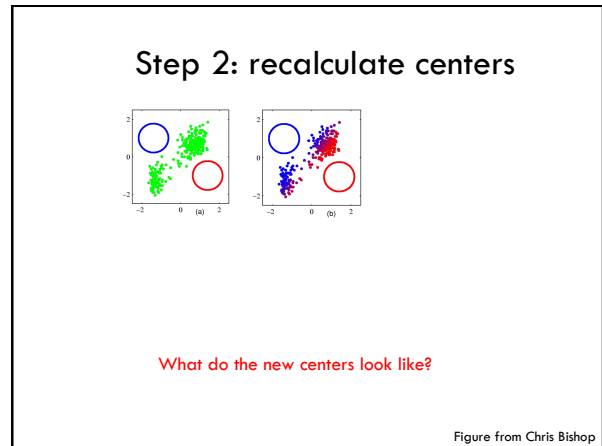 Step 2: recalculate centers
2
0
−2
−2 0 (a) 2
2
0
−2
−2 0 (b) 2
What do the new centers look like?
Figure from Chris Bishop